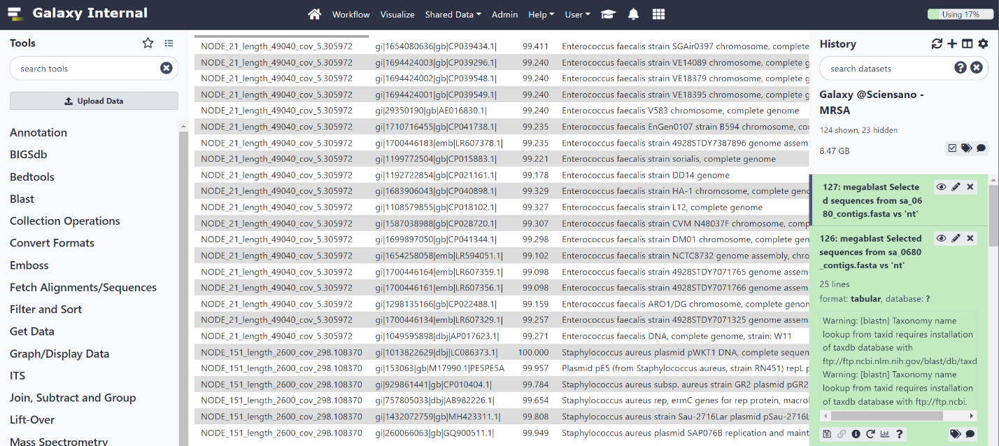 Galaxy Internal
Workflow
Visualize
Shared Data
Admin
Help
User
Using 17%
Tools
search tools
Upload Data
Annotation
BIGSdb
Bedtools
Blast
Collection Operations
Convert Formats
Emboss
Fetch Alignments/Sequences
Filter and Sort
Get Data
Graph/Display Data
ITS
Join, Subtract and Group
Lift-Over
Mass Spectrometry
NODE_21_length_49040_cov_5.305972 gi|1654080636|gb|CP039434.1| 99.411 Enterococcus faecalis strain SGAir0397 chromosome, complete
NODE_21_length_49040_cov_5.305972 gi|1694424003|gb|CP039296.1| 99.240 Enterococcus faecalis strain VE14089 chromosome, complete g
NODE_21_length_49040_cov_5.305972 gi|1694424002|gb|CP039548.1| 99.240 Enterococcus faecalis strain VE18379 chromosome, complete g
NODE_21_length_49040_cov_5.305972 gi|1694424001|gb|CP039549.1| 99.240 Enterococcus faecalis strain VE18395 chromosome, complete g
NODE_21_length_49040_cov_5.305972 gi|29350190|gb|AE016830.1| 99.240 Enterococcus faecalis V583 chromosome, complete genome
NODE_21_length_49040_cov_5.305972 gi|1710716455|gb|CP041738.1| 99.235 Enterococcus faecalis EnGen0107 strain B594 chromosome, co
NODE_21_length_49040_cov_5.305972 gi|1700446183|emb|LR607378.1| 99.235 Enterococcus faecalis strain 4928STDY7387896 genome assem
NODE_21_length_49040_cov_5.305972 gi|1199772504|gb|CP015883.1| 99.221 Enterococcus faecalis strain sorialis, complete genome
NODE_21_length_49040_cov_5.305972 gi|1192722854|gb|CP021161.1| 99.178 Enterococcus faecalis strain DD14 genome
NODE_21_length_49040_cov_5.305972 gi|1683906043|gb|CP040898.1| 99.329 Enterococcus faecalis strain HA-1 chromosome, complete genc
NODE_21_length_49040_cov_5.305972 gi|1108579855|gb|CP018102.1| 99.327 Enterococcus faecalis strain L12, complete genome
NODE_21_length_49040_cov_5.305972 gi|1587038988|gb|CP028720.1| 99.307 Enterococcus faecalis strain CVM N48037F chromosome, comp
NODE_21_length_49040_cov_5.305972 gi|1699897050|gb|CP041344.1| 99.298 Enterococcus faecalis strain DM01 chromosome, complete gen
NODE_21_length_49040_cov_5.305972 gi|1654258058|emb|LR594051.1| 99.102 Enterococcus faecalis strain NCTC8732 genome assembly, chro
NODE_21_length_49040_cov_5.305972 gi|1700446164|emb|LR607359.1| 99.098 Enterococcus faecalis strain 4928STDY7071765 genome assem
NODE_21_length_49040_cov_5.305972 gi|1700446161|emb|LR607356.1| 99.098 Enterococcus faecalis strain 4928STDY7071766 genome assem
NODE_21_length_49040_cov_5.305972 gi|1298135166|gb|CP022488.1| 99.159 Enterococcus faecalis ARO1/DG chromosome, complete genon
NODE_21_length_49040_cov_5.305972 gi|1700446134|emb|LR607329.1| 99.257 Enterococcus faecalis strain 4928STDY7071325 genome assem
NODE_21_length_49040_cov_5.305972 gi|1049595898|dbj|AP017623.1| 99.271 Enterococcus faecalis DNA, complete genome, strain: W11
NODE_151_length_2600_cov_298.108370 gi|1013822629|dbj|LC086373.1| 100.000 Staphylococcus aureus plasmid pWKT1 DNA, complete sequen
NODE_151_length_2600_cov_298.108370 gi|153063|gb|M17990.1|PE5PE5A 99.957 Plasmid pE5 (from Staphylococcus aureus, strain RN451) repL p
NODE_151_length_2600_cov_298.108370 gi|929861441|gb|CP010404.1| 99.784 Staphylococcus aureus subsp. aureus strain GR2 plasmid pGR2
NODE_151_length_2600_cov_298.108370 gi|757805033|dbj|AB982226.1| 99.654 Staphylococcus aureus rep, ermC genes for rep protein, macrol
NODE_151_length_2600_cov_298.108370 gi|1432072759|gb|MH423311.1| 99.808 Staphylococcus aureus strain Sau-2716Lar plasmid pSau-2716L
NODE_151_length_2600_cov_298.108370 gi|260066063|gb|GQ900511.1| 99.949 Staphylococcus aureus plasmid SAP076B replication and maint
History
search datasets
Galaxy @Sciensano -
MRSA
124 shown, 23 hidden
8.47 GB
127: megablast Selecte
d sequences from sa_06
80_contigs.fasta vs 'nt'
126: megablast Selected
sequences from sa_0680
_contigs.fasta vs 'nt'
25 lines
format: tabular, database: ?
Warning: [blastn] Taxonomy name
lookup from taxid requires installation
of taxdb database with
ftp://ftp.ncbi.nlm.nih.gov/blast/db/taxd
Warning: [blastn] Taxonomy name
lookup from taxid requires installation
of taxdb database with ftp://ftp.ncbi.